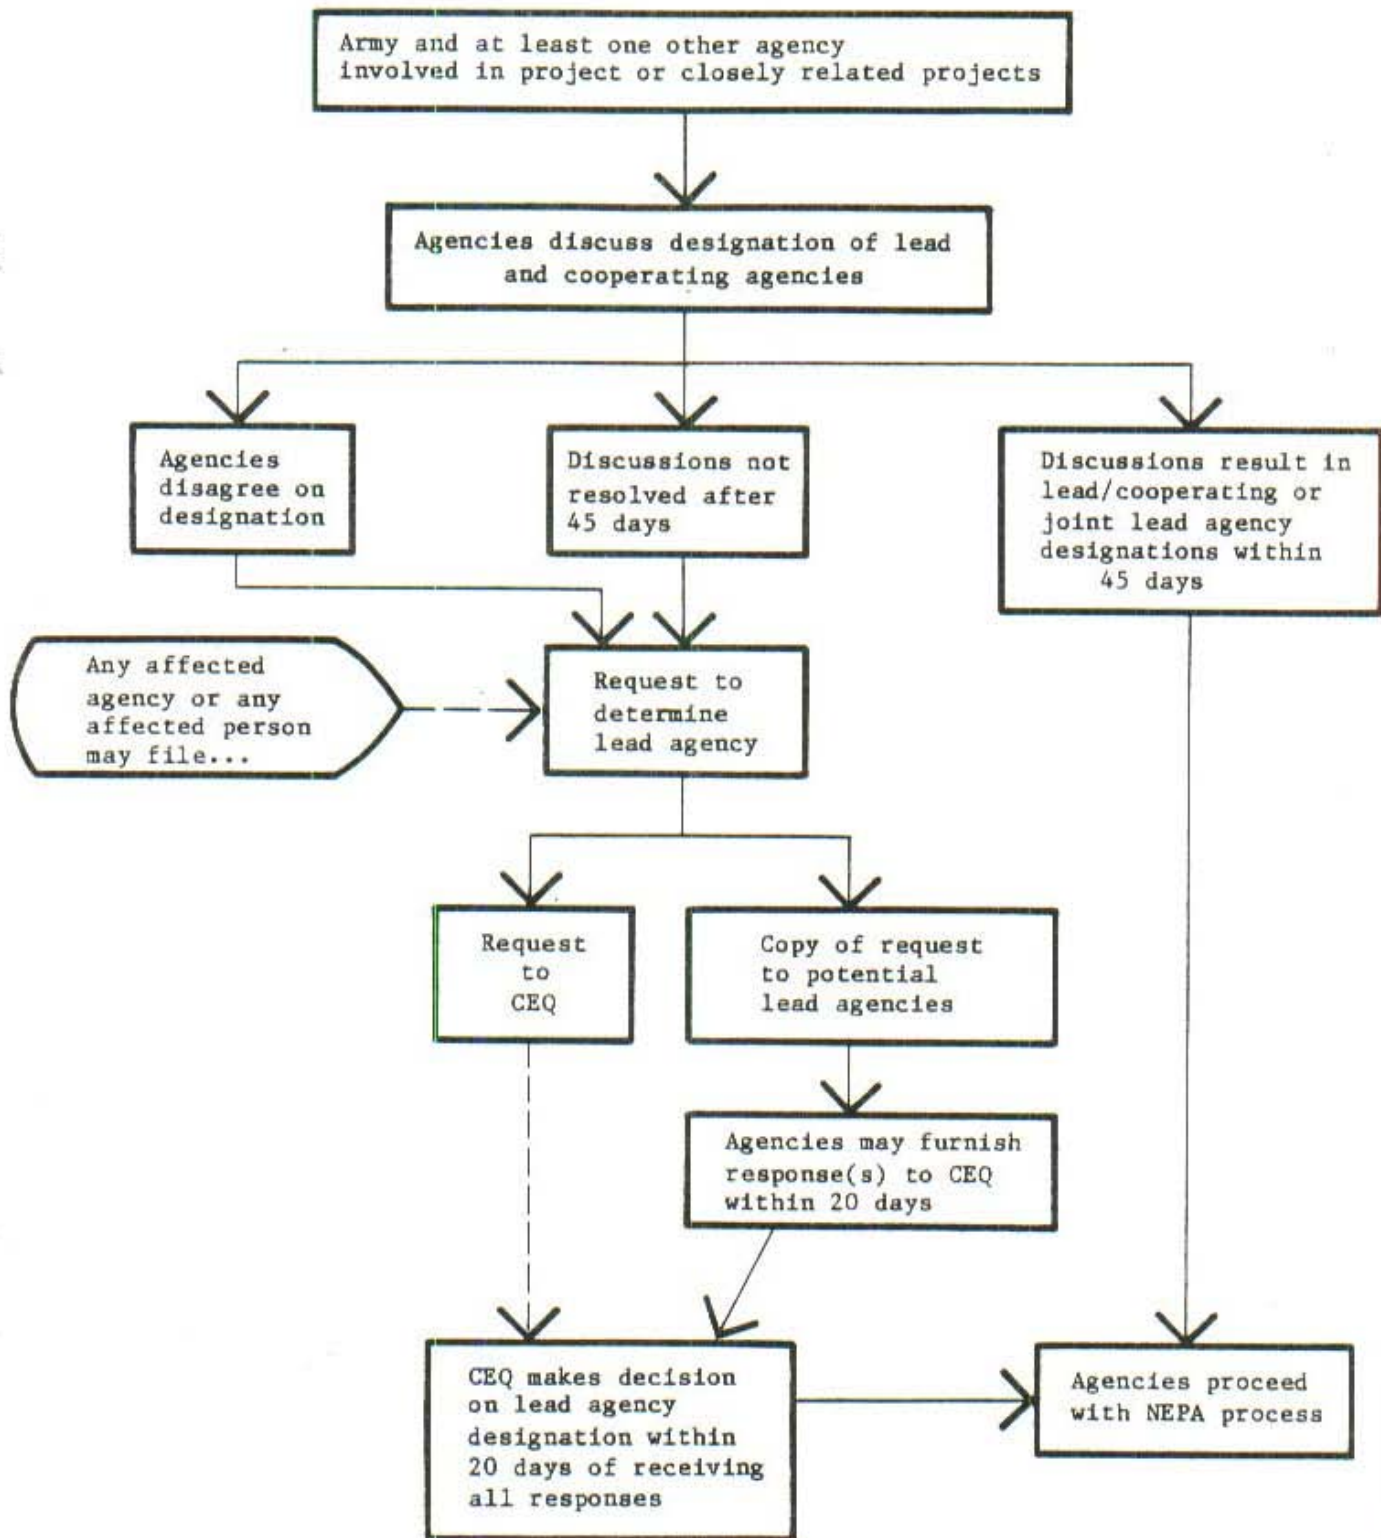 Army and at least one other agency
involved in project or closely related projects
Agencies discuss designation of lead
and cooperating agencies
Agencies
disagree on
designation
Discussions not
resolved after
45 days
Discussions result in
lead/cooperating or
joint lead agency
designations within
45 days
Any affected
agency or any
affected person
may file...
Request to
determine
lead agency
Request
to
CEQ
Copy of request
to potential
lead agencies
Agencies may furnish
response(s) to CEQ
within 20 days
CEQ makes decision
on lead agency
designation within
20 days of receiving
all responses
Agencies proceed
with NEPA process